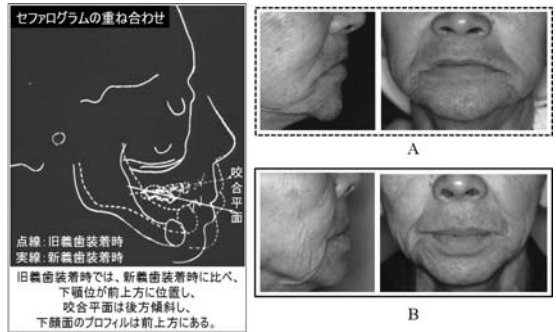 セファログラムの重ね合わせ
咬合平面
点線：旧義歯装着時
実線：新義歯装着時
旧義歯装着時では、新義歯装着時に比べ、
下顎位が前上方に位置し、
咬合平面は後方傾斜し、
下顔面のプロフィルは前上方にある。
A
B